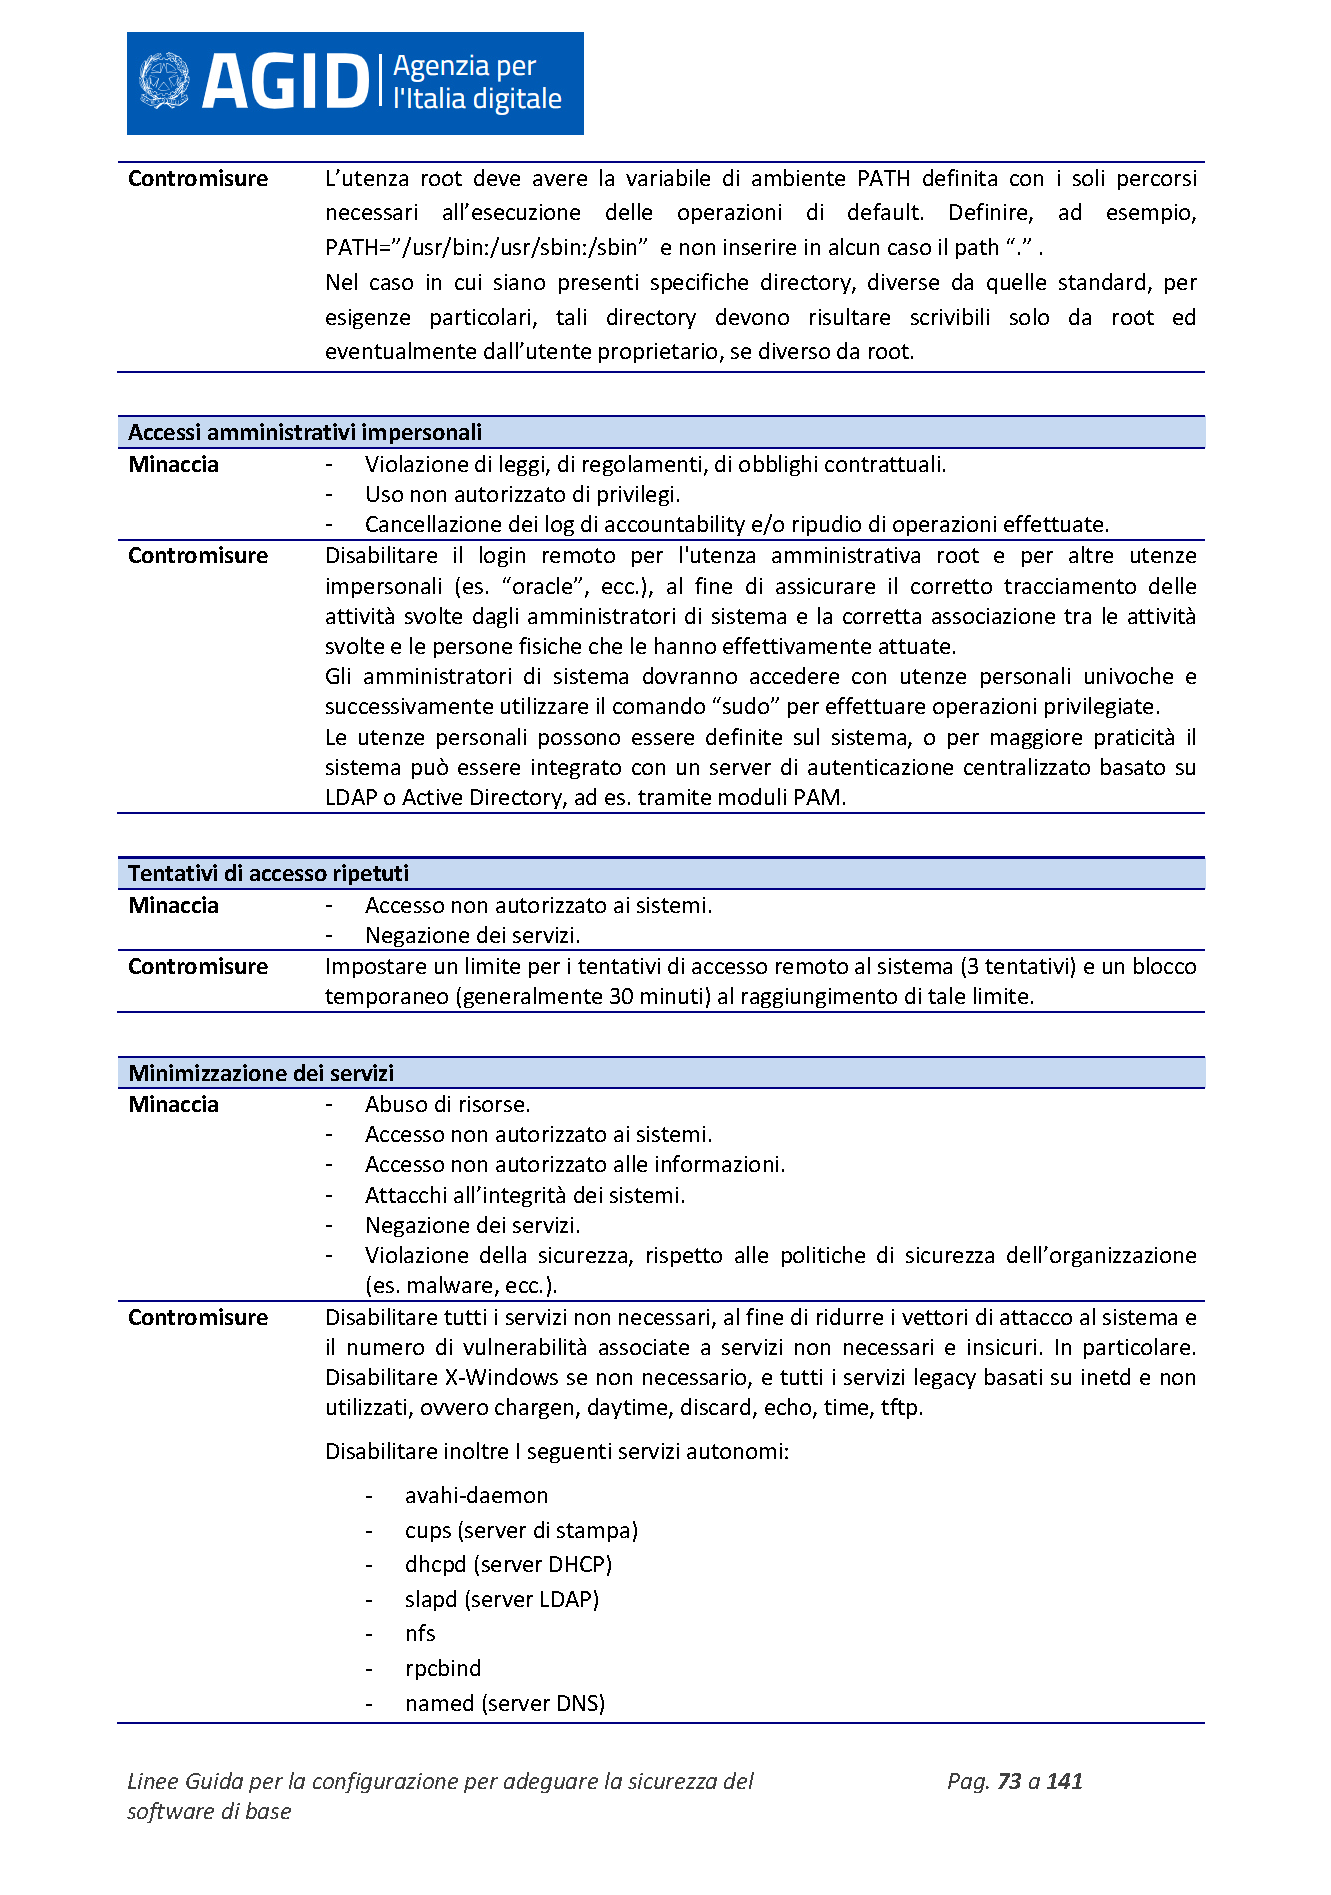 AGID Agenzia per
l'Italia digitale
Contromisure L’utenza root deve avere la variabile di ambiente PATH definita con i soli percorsi
necessari all’esecuzione delle operazioni di default. Definire, ad esempio,
PATH=”/usr/bin:/usr/sbin:/sbin” e non inserire in alcun caso il path “.” .
Nel caso in cui siano presenti specifiche directory, diverse da quelle standard, per
esigenze particolari, tali directory devono risultare scrivibili solo da root ed
eventualmente dall’utente proprietario, se diverso da root.
Accessi amministrativi impersonali
Minaccia - Violazione di leggi, di regolamenti, di obblighi contrattuali.
- Uso non autorizzato di privilegi.
- Cancellazione dei log di accountability e/o ripudio di operazioni effettuate.
Contromisure Disabilitare il login remoto per l'utenza amministrativa root e per altre utenze
impersonali (es. “oracle”, ecc.), al fine di assicurare il corretto tracciamento delle
attività svolte dagli amministratori di sistema e la corretta associazione tra le attività
svolte e le persone fisiche che le hanno effettivamente attuate.
Gli amministratori di sistema dovranno accedere con utenze personali univoche e
successivamente utilizzare il comando “sudo” per effettuare operazioni privilegiate.
Le utenze personali possono essere definite sul sistema, o per maggiore praticità il
sistema può essere integrato con un server di autenticazione centralizzato basato su
LDAP o Active Directory, ad es. tramite moduli PAM.
Tentativi di accesso ripetuti
Minaccia - Accesso non autorizzato ai sistemi.
- Negazione dei servizi.
Contromisure Impostare un limite per i tentativi di accesso remoto al sistema (3 tentativi) e un blocco
temporaneo (generalmente 30 minuti) al raggiungimento di tale limite.
Minimizzazione dei servizi
Minaccia - Abuso di risorse.
- Accesso non autorizzato ai sistemi.
- Accesso non autorizzato alle informazioni.
- Attacchi all’integrità dei sistemi.
- Negazione dei servizi.
- Violazione della sicurezza, rispetto alle politiche di sicurezza dell’organizzazione
(es. malware, ecc.).
Contromisure Disabilitare tutti i servizi non necessari, al fine di ridurre i vettori di attacco al sistema e
il numero di vulnerabilità associate a servizi non necessari e insicuri. In particolare.
Disabilitare X-Windows se non necessario, e tutti i servizi legacy basati su inetd e non
utilizzati, ovvero chargen, daytime, discard, echo, time, tftp.
Disabilitare inoltre I seguenti servizi autonomi:
- avahi-daemon
- cups (server di stampa)
- dhcpd (server DHCP)
- slapd (server LDAP)
- nfs
- rpcbind
- named (server DNS)
Linee Guida per la configurazione per adeguare la sicurezza del Pag. 73 a 141
software di base